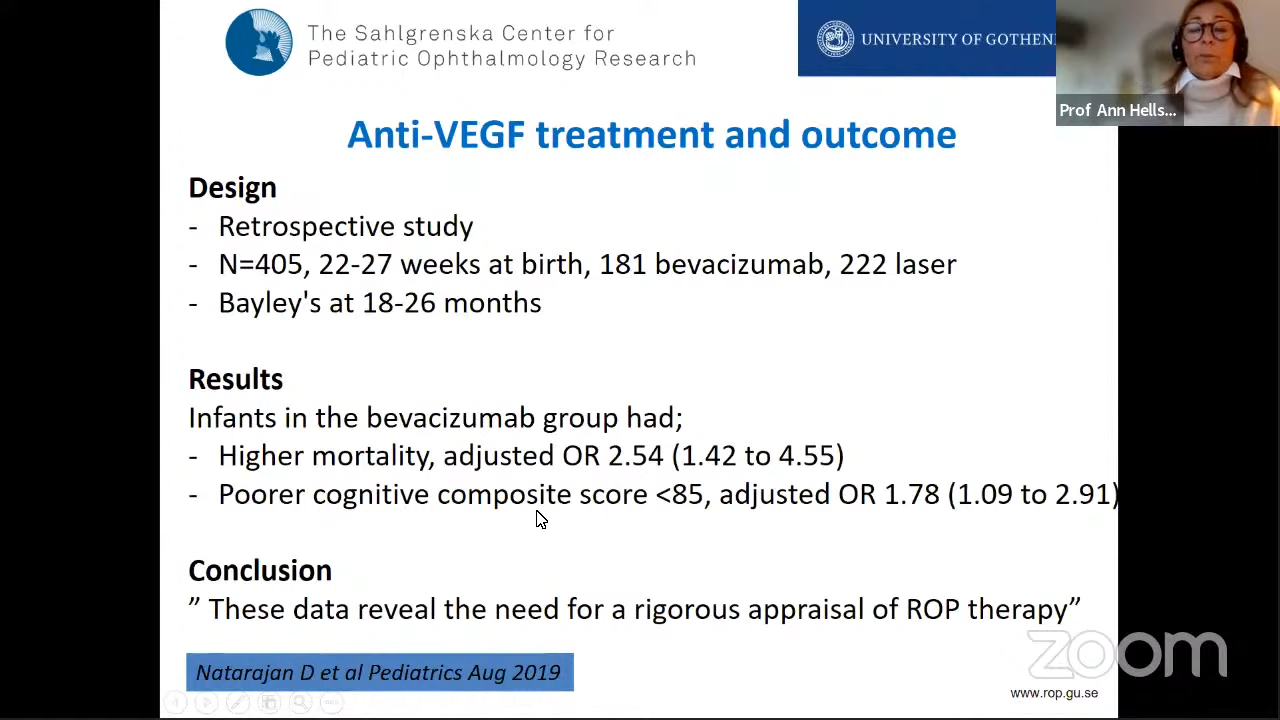 The Sahlgrenska Center for
Pediatric Ophthalmology Research
UNIVERSITY OF GOTHEN
Prof Ann Hells...
Anti-VEGF treatment and outcome
Design
- Retrospective study
- N=405, 22-27 weeks at birth, 181 bevacizumab, 222 laser
- Bayley's at 18-26 months
Results
Infants in the bevacizumab group had;
- Higher mortality, adjusted OR 2.54 (1.42 to 4.55)
- Poorer cognitive composite score <85, adjusted OR 1.78 (1.09 to 2.91)
Conclusion
” These data reveal the need for a rigorous appraisal of ROP therapy”
Natarajan D et al Pediatrics Aug 2019
zoom
www.rop.gu.se